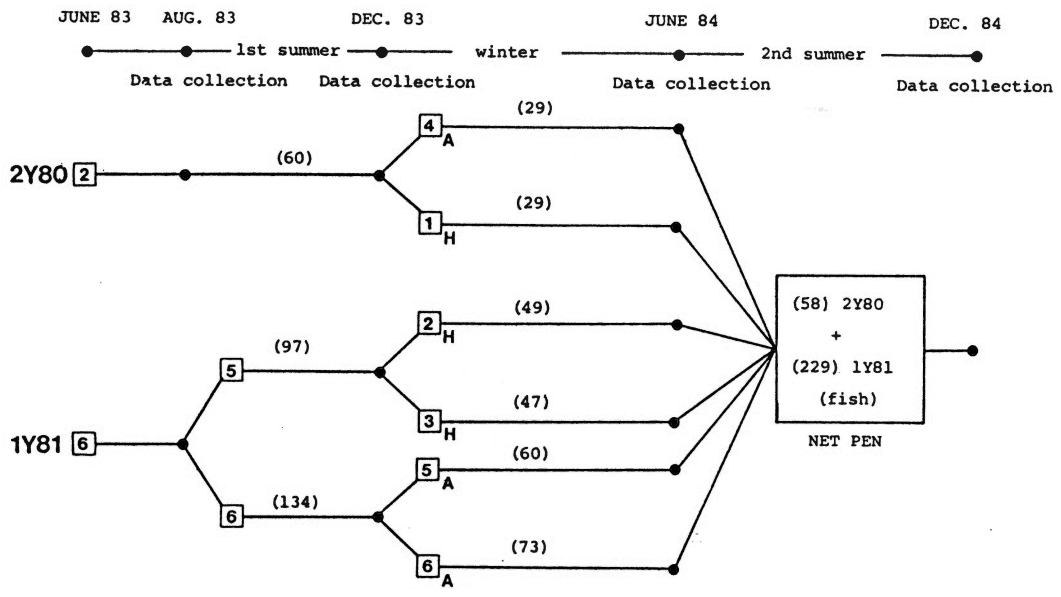 JUNE 83 AUG. 83 DEC. 83 JUNE 84 DEC. 84
1st summer winter 2nd summer
Data collection Data collection Data collection Data collection
(29)
4
A
2Y80 2 (60)
(29)
1
H
(49)
2
H
(97)
5
(47)
3
H
1Y81 6
(60)
5
A
(134)
6
(73)
6
A
(58) 2Y80
+
(229) 1Y81
(fish)
NET PEN